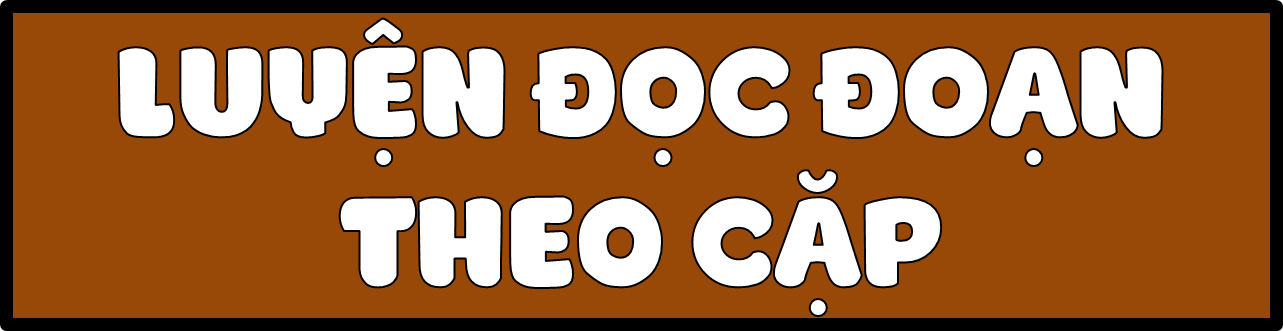 LUYỆN ĐỌC ĐOẠN
THEO CẶP